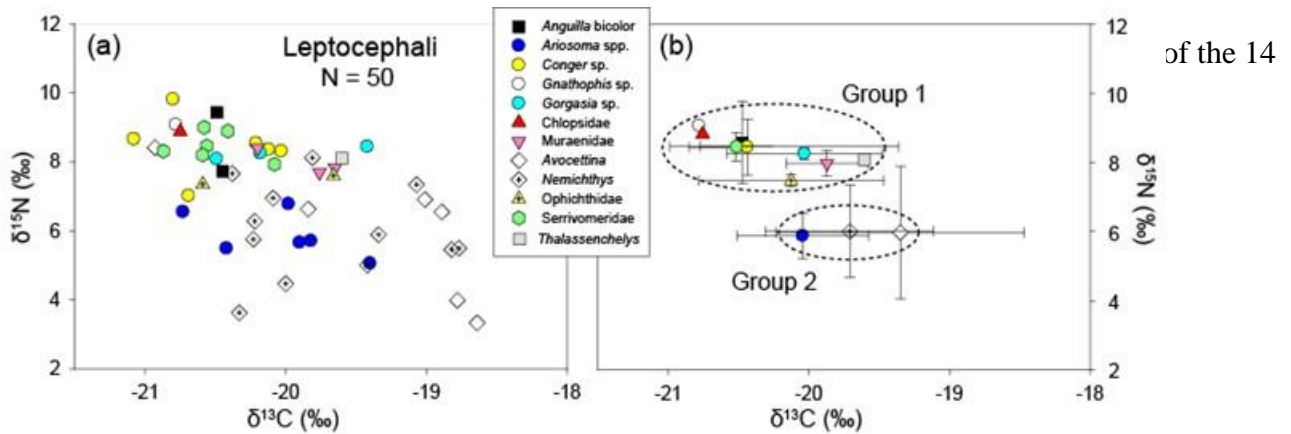 (a)
Leptocephali
N = 50
12
10
8
6
4
2
δ¹⁵N (‰)
-21
-20
-19
-18
δ¹³C (‰)
Anguilla bicolor
Ariosoma spp.
Conger sp.
Gnathophis sp.
Gorgasia sp.
Chlopsidae
Muraenidae
Avocettina
Nemichthys
Ophichthidae
Serrivomeridae
Thalassenchelys
(b)
Group 1
Group 2
-21
-20
-19
-18
δ¹³C (‰)
12
10
8
6
4
2
δ¹⁵N (‰)
of the 14